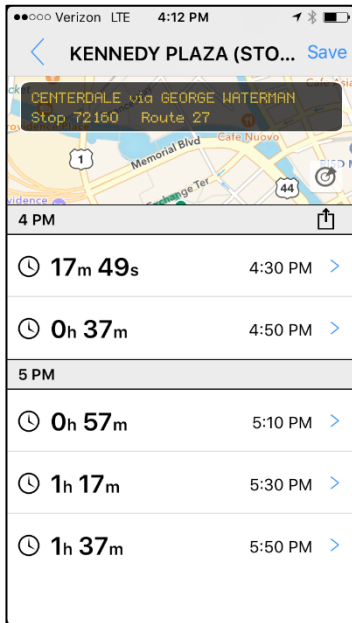 ●●○○○ Verizon LTE 4:12 PM
KENNEDY PLAZA (STO... Save
CENTERDALE via GEORGE WATERMAN
Stop 72160 Route 27
Cafe Nuovo
1
Memorial Blvd
44
4 PM
17m 49s 4:30 PM
0h 37m 4:50 PM
5 PM
0h 57m 5:10 PM
1h 17m 5:30 PM
1h 37m 5:50 PM